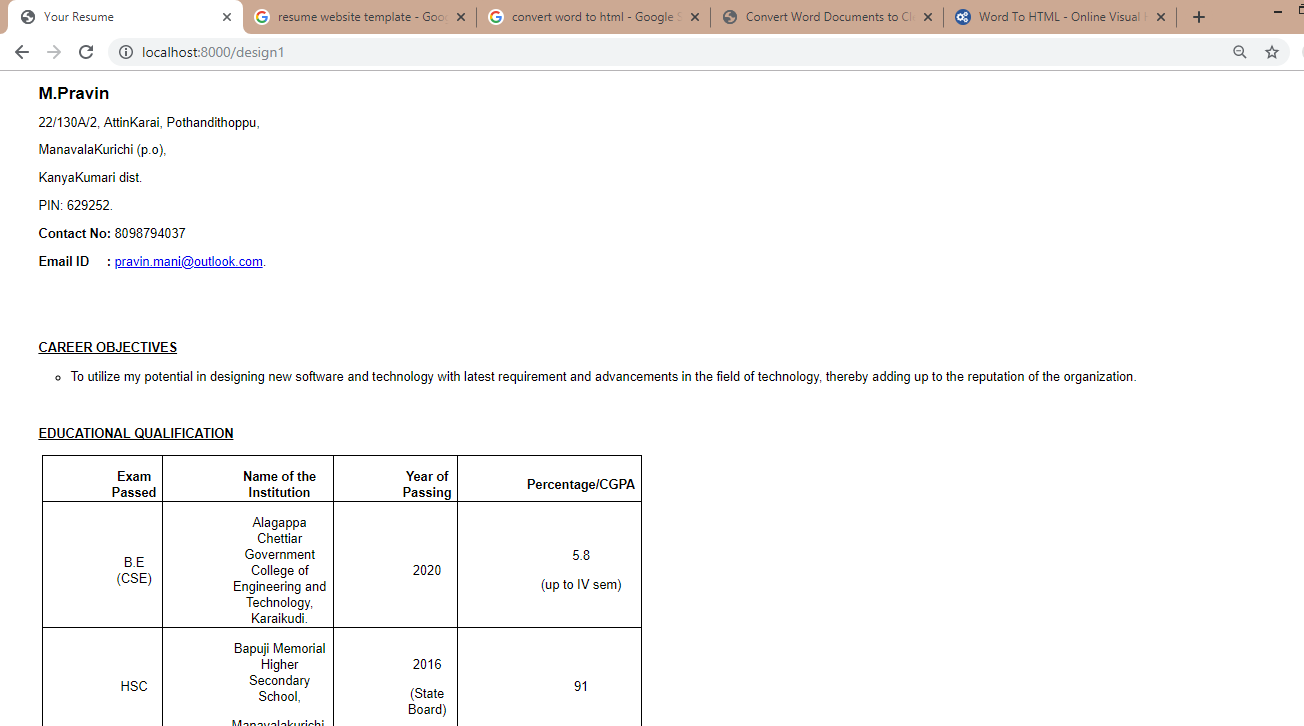 Your Resume
resume website template - Goo
convert word to html - Google S
Convert Word Documents to Cl
Word To HTML - Online Visual
localhost:8000/design1
M.Pravin
22/130A/2, AttinKarai, Pothandithoppu,
ManavalaKurichi (p.o),
KanyaKumari dist.
PIN: 629252.
Contact No: 8098794037
Email ID : pravin.mani@outlook.com.
CAREER OBJECTIVES
To utilize my potential in designing new software and technology with latest requirement and advancements in the field of technology, thereby adding up to the reputation of the organization.
EDUCATIONAL QUALIFICATION
Exam
Passed
Name of the
Institution
Year of
Passing
Percentage/CGPA
B.E
(CSE)
Alagappa
Chettiar
Government
College of
Engineering and
Technology,
Karaikudi.
2020
5.8
(up to IV sem)
HSC
Bapuji Memorial
Higher
Secondary
School,
Manavalakurichi
2016
(State
Board)
91